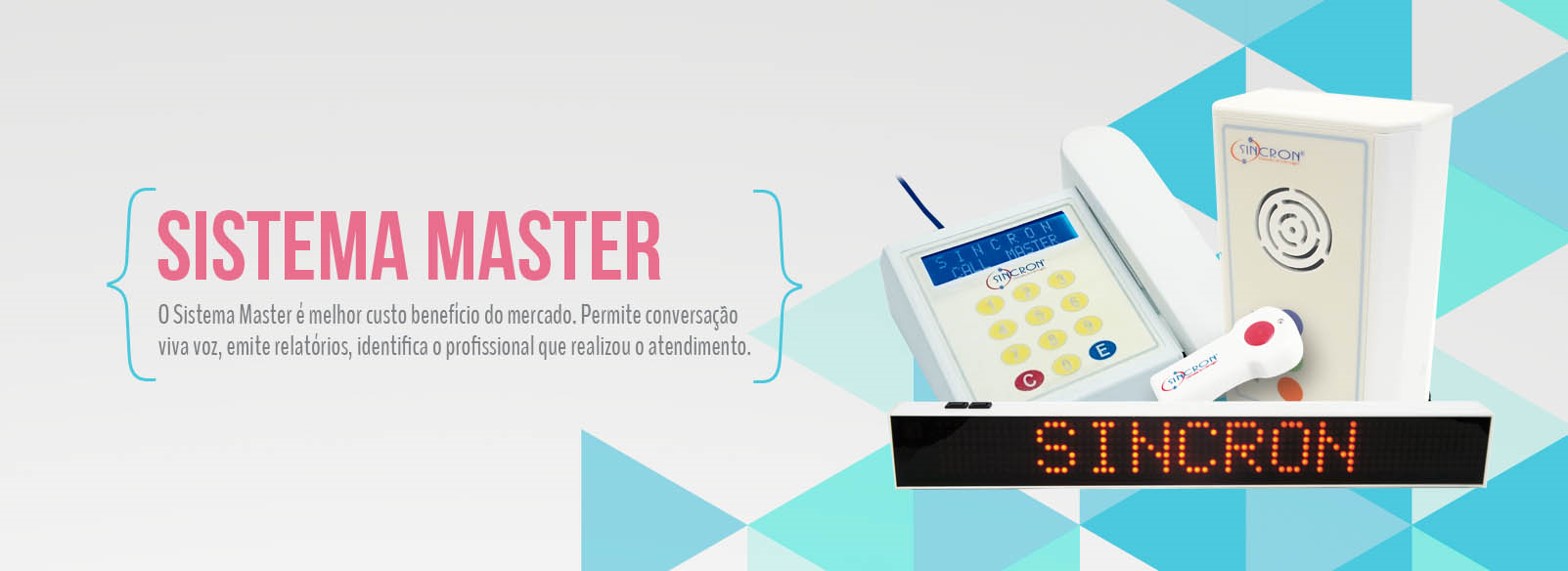 SISTEMA MASTER
O Sistema Master é melhor custo benefício do mercado. Permite conversação
viva voz, emite relatórios, identifica o profissional que realizou o atendimento.
SINCRON
CALL MASTER
SINCRON
C
E
SINCRON
SINCRON
SINCRON